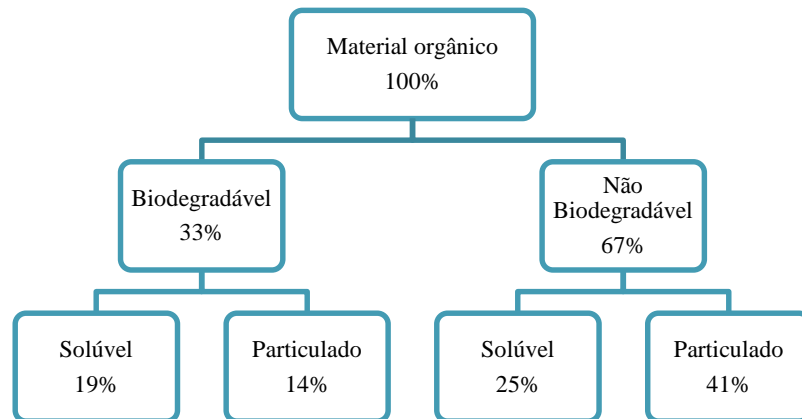 Material orgânico
100%
Biodegradável
33%
Não
Biodegradável
67%
Solúvel
19%
Particulado
14%
Solúvel
25%
Particulado
41%